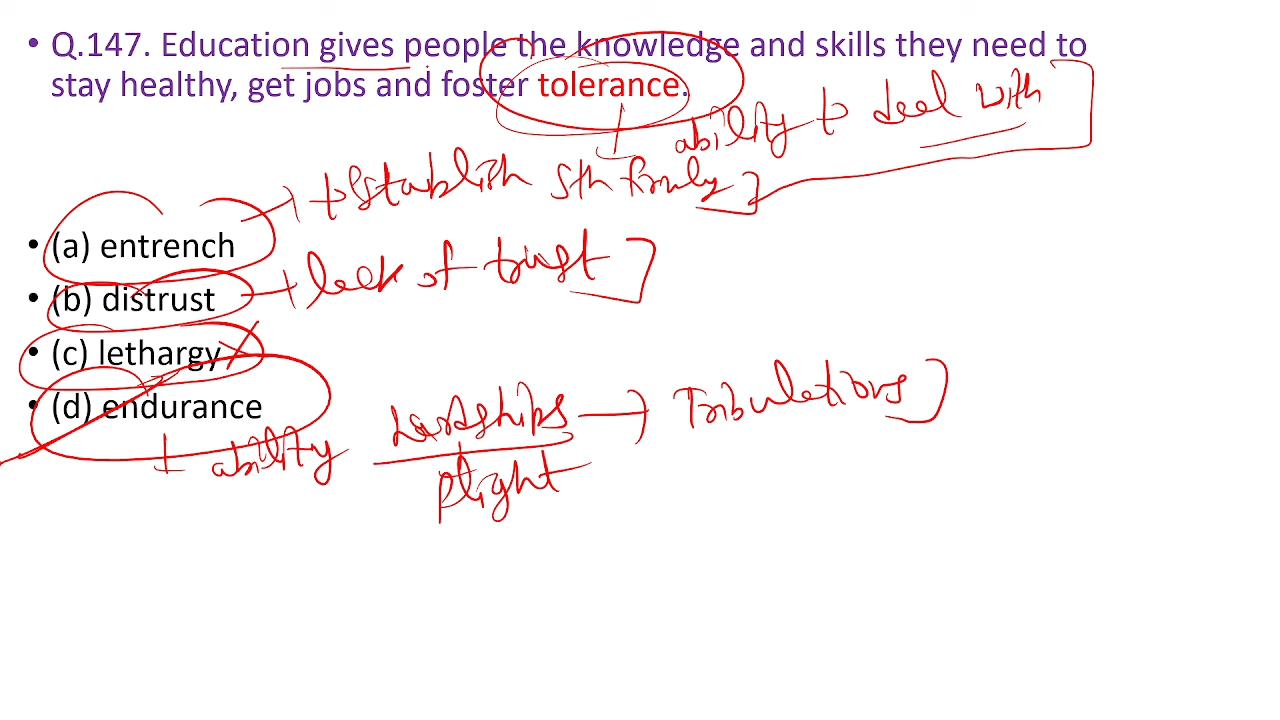 • Q.147. Education gives people the knowledge and skills they need to
stay healthy, get jobs and foster tolerance.
ability to deal with
to Establish sth firmly
• (a) entrench
lack of trust
• (b) distrust
• (c) lethargy
• (d) endurance
ability hardships → Tribulations
plight